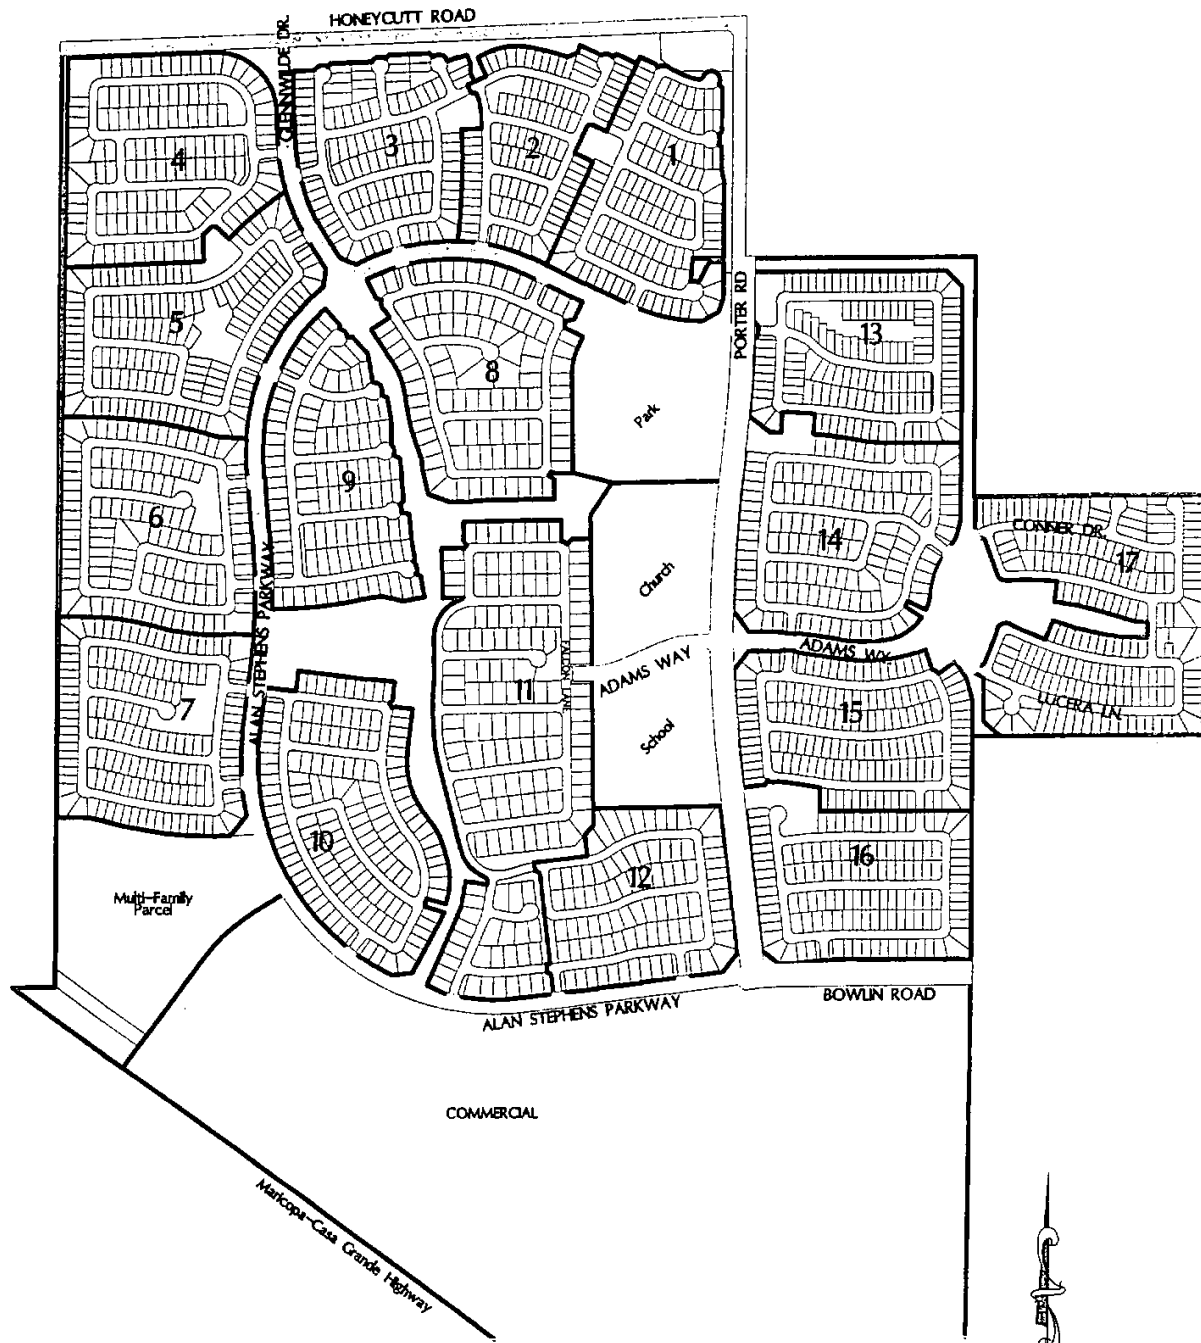 HONEYCUTT ROAD
GLENNWILDE DR.
4
3
2
1
5
8
13
PORTER RD
Park
9
6
14
CONNER DR.
17
Church
ALAN STEPHENS PARKWAY
FALCON LANE
ADAMS WAY
ADAMS WY.
11
7
15
LUCERA LN.
School
10
12
16
Multi-Family
Parcel
BOWLIN ROAD
ALAN STEPHENS PARKWAY
COMMERCIAL
Maricopa-Casa Grande Highway